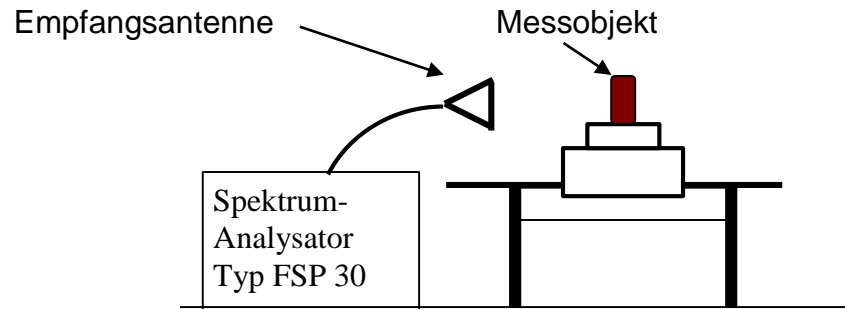 Empfangsantenne
Messobjekt
Spektrum-
Analysator
Typ FSP 30